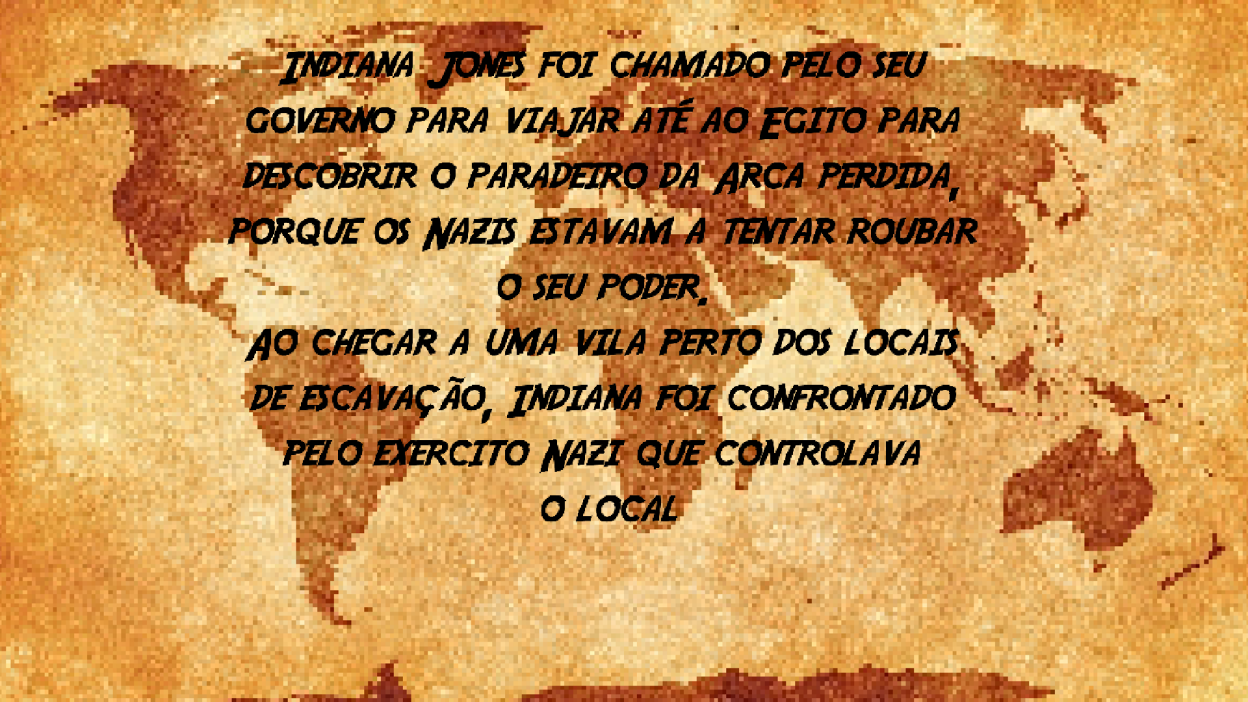 Indiana Jones foi chamado pelo seu
governo para viajar até ao Egito para
descobrir o paradeiro da Arca perdida,
porque os Nazis estavam a tentar roubar
o seu poder.
Ao chegar a uma vila perto dos locais
de escavação, Indiana foi confrontado
pelo exercito Nazi que controlava
o local